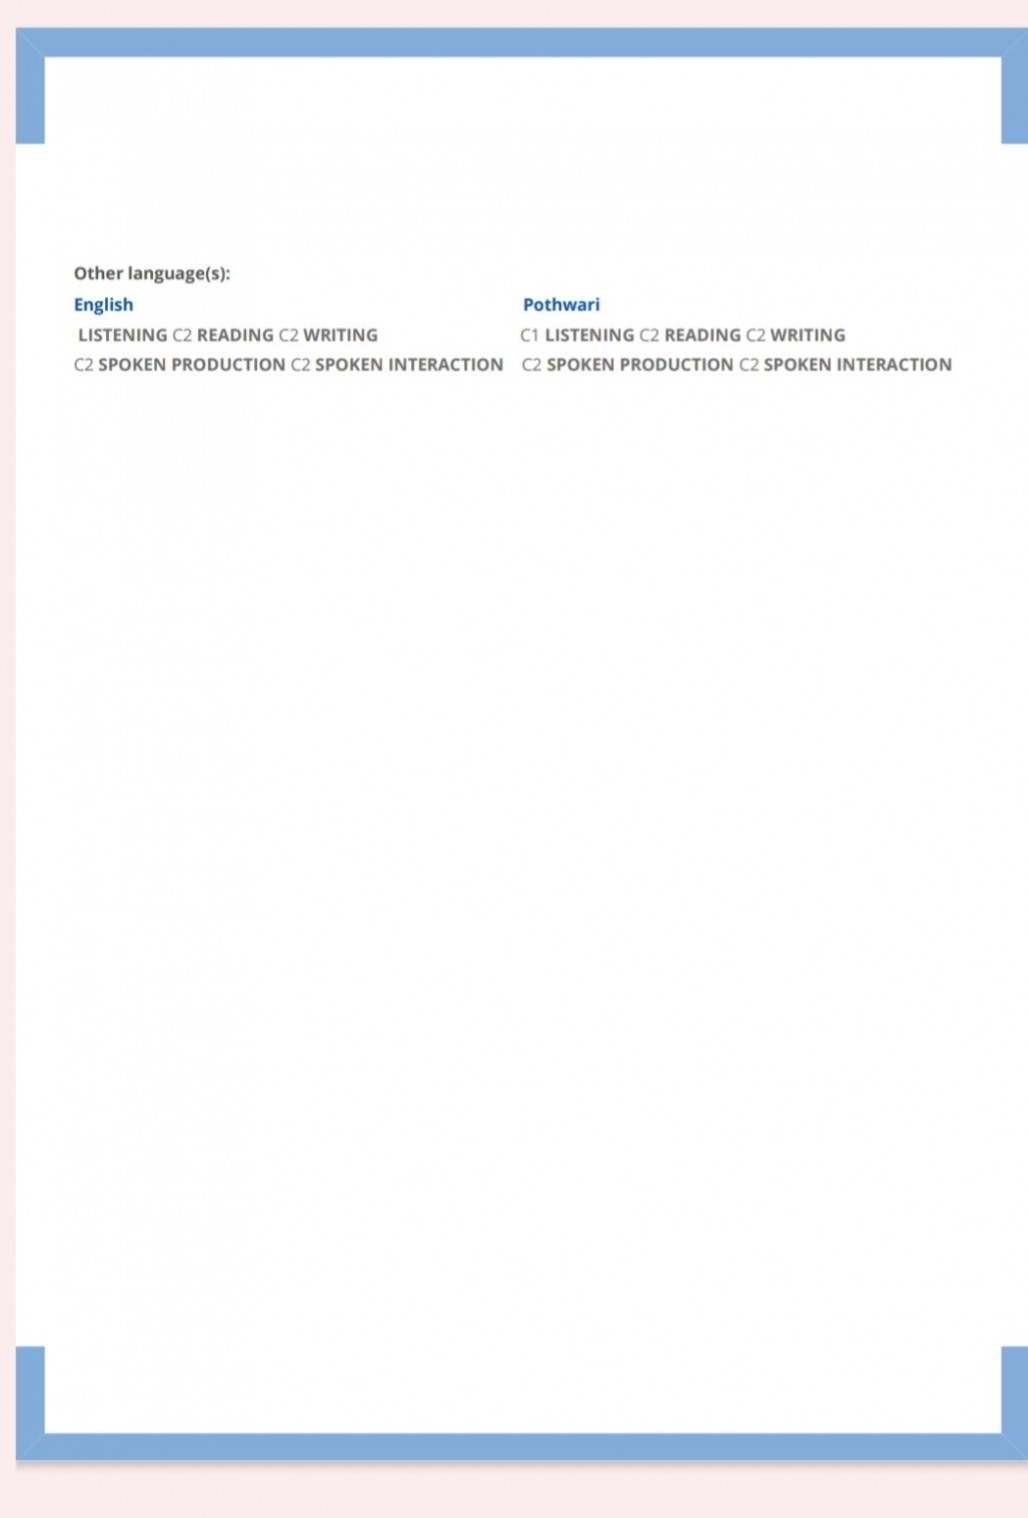 Other language(s):
English
LISTENING C2 READING C2 WRITING
C2 SPOKEN PRODUCTION C2 SPOKEN INTERACTION
Pothwari
C1 LISTENING C2 READING C2 WRITING
C2 SPOKEN PRODUCTION C2 SPOKEN INTERACTION